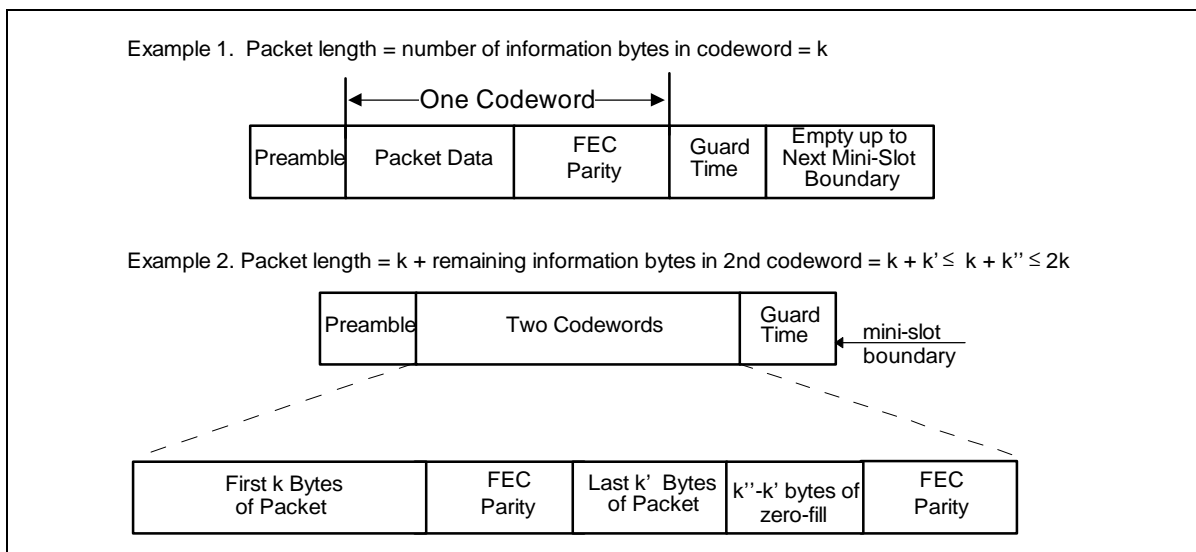 Example 1.  Packet length = number of information bytes in codeword = k
One Codeword
Preamble
Packet Data
FEC
Parity
Guard
Time
Empty up to
Next Mini-Slot
Boundary
Example 2. Packet length = k + remaining information bytes in 2nd codeword = k + k' ≤ k + k'' ≤ 2k
Preamble
Two Codewords
Guard
Time
mini-slot
boundary
First k Bytes
of Packet
FEC
Parity
Last k' Bytes
of Packet
k''-k' bytes of
zero-fill
FEC
Parity